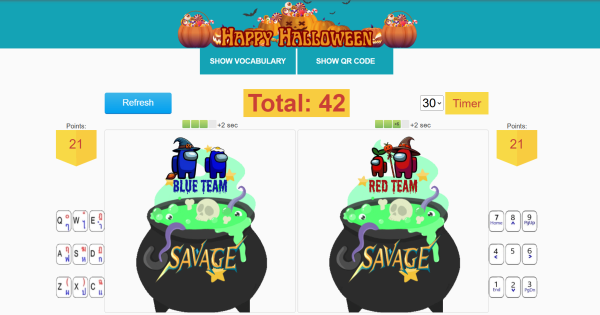 Happy Halloween
SHOW VOCABULARY
SHOW QR CODE
Refresh
Total: 42
30
Timer
Points:
21
+2 sec
+2 sec
Points:
21
BLUE TEAM
RED TEAM
SAVAGE
SAVAGE
Q W E
A S D
Z X C
7 Home 8 9 PgUp
4 5 6
1 End 2 3 PgDn